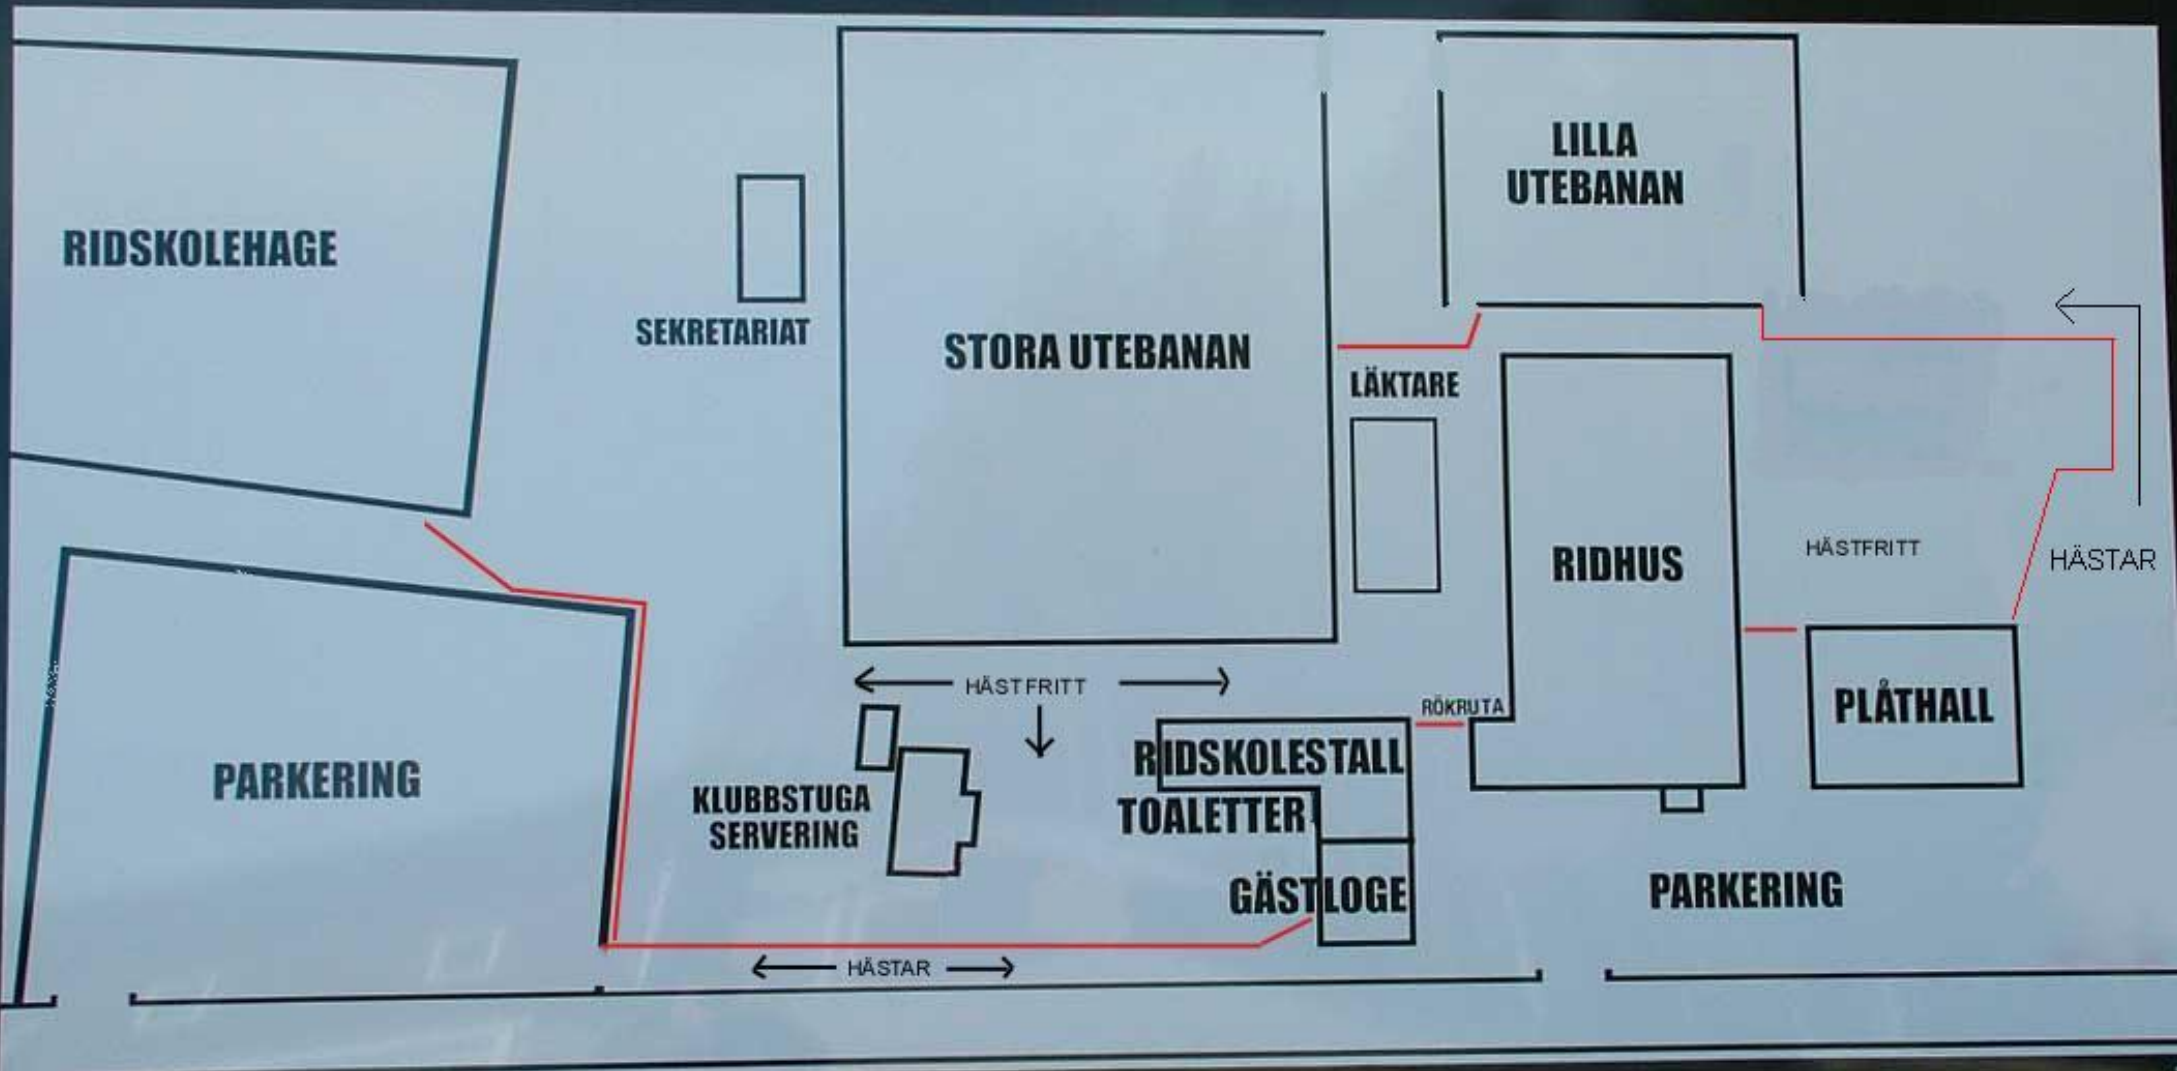 LILLA
UTEBANAN
RIDSKOLEHAGE
SEKRETARIAT
STORA UTEBANAN
LÄKTARE
HÄSTFRITT
HÄSTAR
RIDHUS
HÄSTFRITT
RÖKRUTA
PLÅTHALL
RIDSKOLESTALL
PARKERING
KLUBBSTUGA
SERVERING
TOALETTER
GÄSTLOGE
PARKERING
HÄSTAR